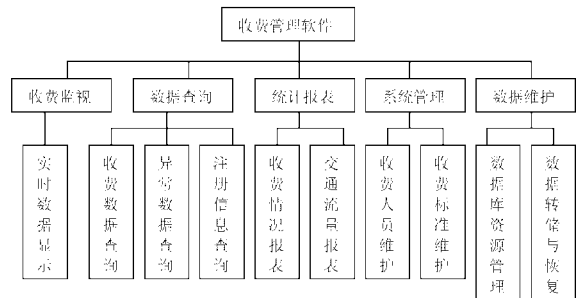 收费管理软件
收费监视
数据查询
统计报表
系统管理
数据维护
实时数据显示
收费数据查询
异常数据查询
注册信息查询
收费情况报表
交通流量报表
收费人员维护
收费标准维护
数据库资源管理
数据转储与恢复